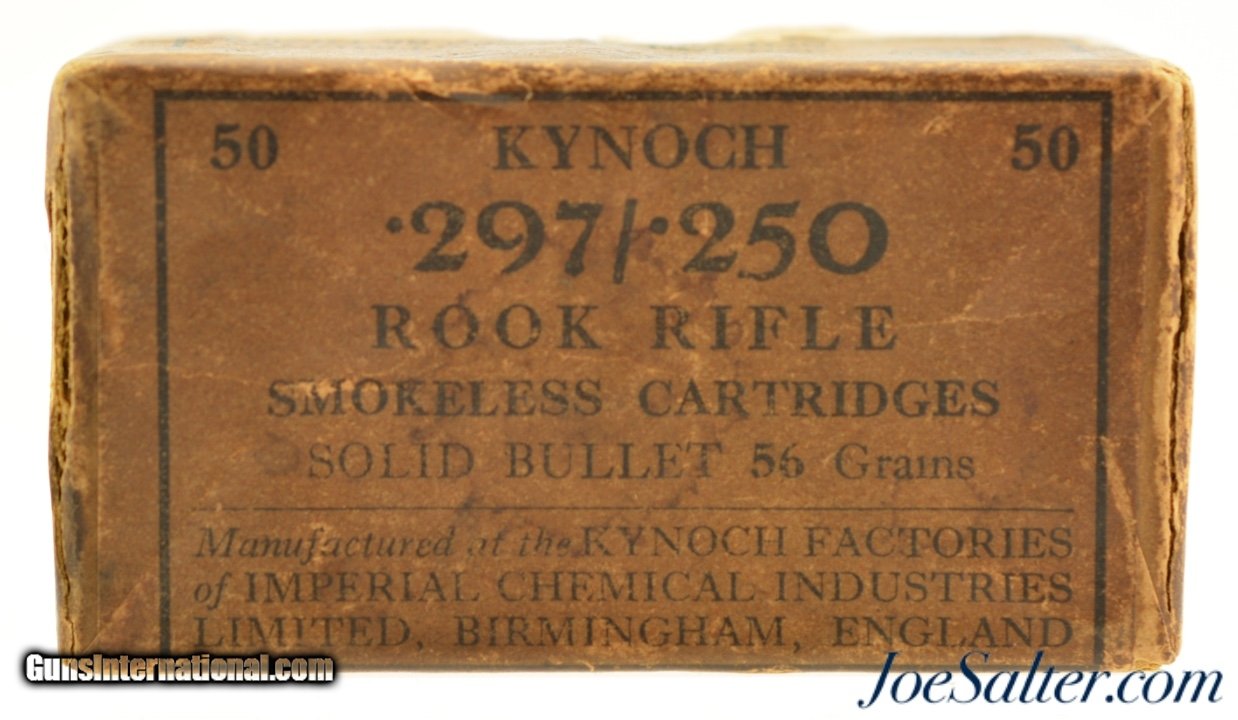 50 KYNOCH 50
·297/·250
ROOK RIFLE
SMOKELESS CARTRIDGES
SOLID BULLET 56 Grains
Manufactured at the KYNOCH FACTORIES
of IMPERIAL CHEMICAL INDUSTRIES
LIMITED, BIRMINGHAM, ENGLAND
GunsInternational.com
JoeSalter.com